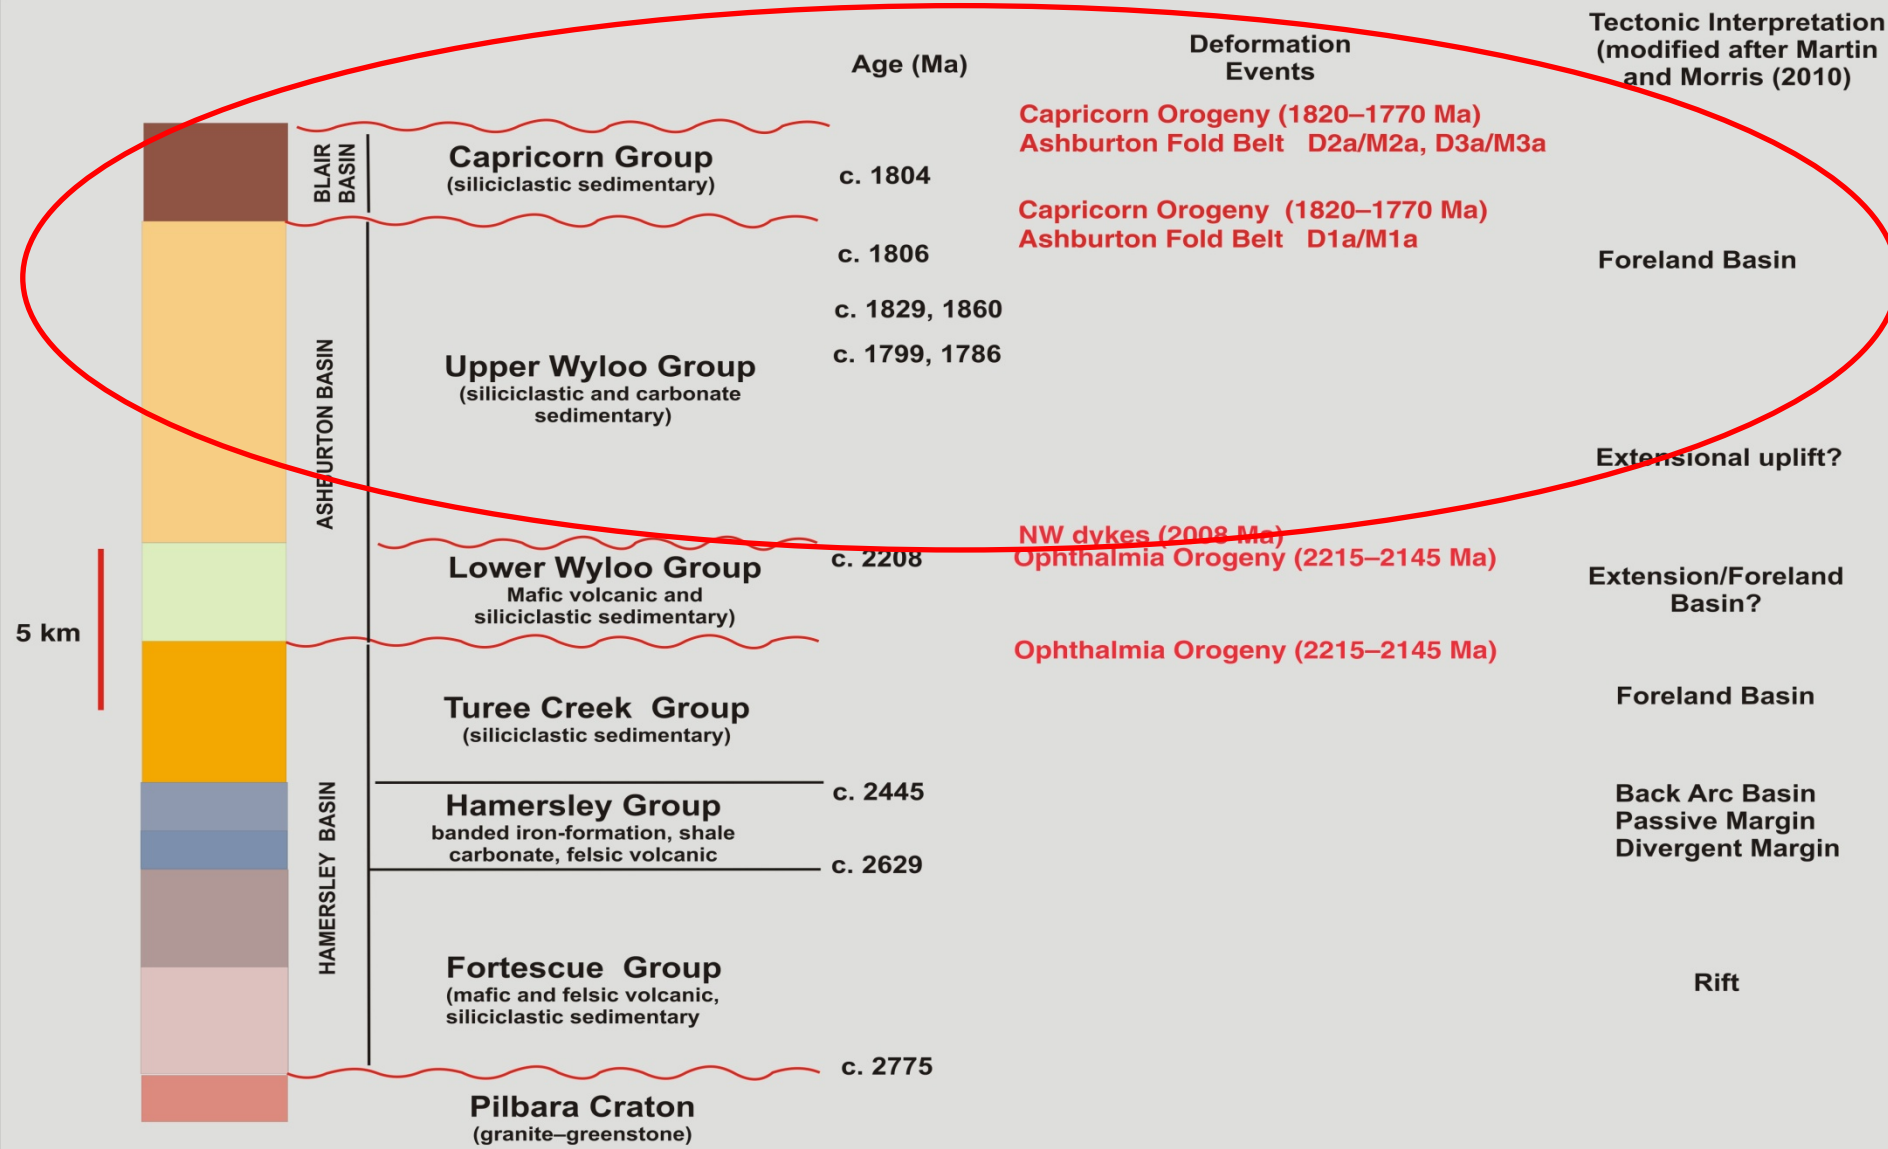 Age (Ma)
Deformation
Events
Tectonic Interpretation
(modified after Martin
and Morris (2010)
Capricorn Orogeny (1820–1770 Ma)
Ashburton Fold Belt D2a/M2a, D3a/M3a
BLAIR
BASIN
Capricorn Group
(siliciclastic sedimentary)
c. 1804
Capricorn Orogeny (1820–1770 Ma)
Ashburton Fold Belt D1a/M1a
c. 1806
Foreland Basin
c. 1829, 1860
c. 1799, 1786
ASHBURTON BASIN
Upper Wyloo Group
(siliciclastic and carbonate
sedimentary)
Extensional uplift?
NW dykes (2008 Ma)
c. 2208
Ophthalmia Orogeny (2215–2145 Ma)
Lower Wyloo Group
Mafic volcanic and
siliciclastic sedimentary)
Extension/Foreland
Basin?
5 km
Ophthalmia Orogeny (2215–2145 Ma)
Turee Creek Group
(siliciclastic sedimentary)
Foreland Basin
HAMERSLEY BASIN
c. 2445
Hamersley Group
banded iron-formation, shale
carbonate, felsic volcanic
Back Arc Basin
Passive Margin
Divergent Margin
c. 2629
Fortescue Group
(mafic and felsic volcanic,
siliciclastic sedimentary
Rift
c. 2775
Pilbara Craton
(granite–greenstone)